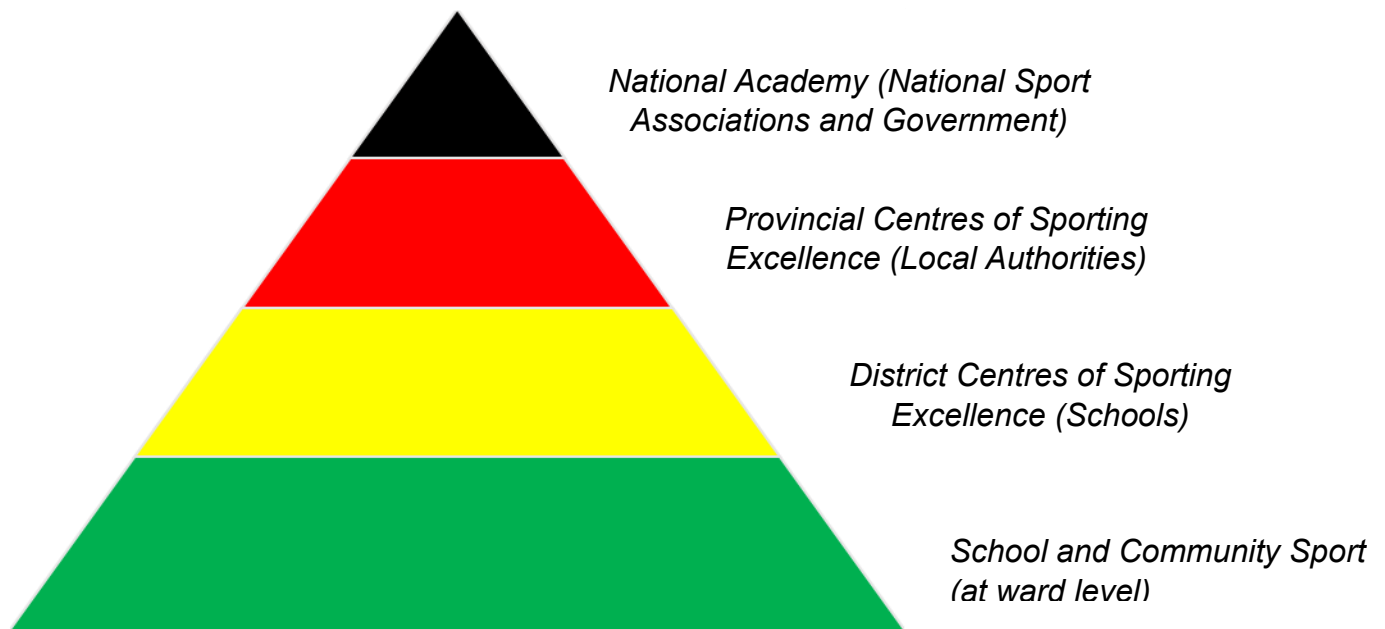 National Academy (National Sport
Associations and Government)
Provincial Centres of Sporting
Excellence (Local Authorities)
District Centres of Sporting
Excellence (Schools)
School and Community Sport
(at ward level)